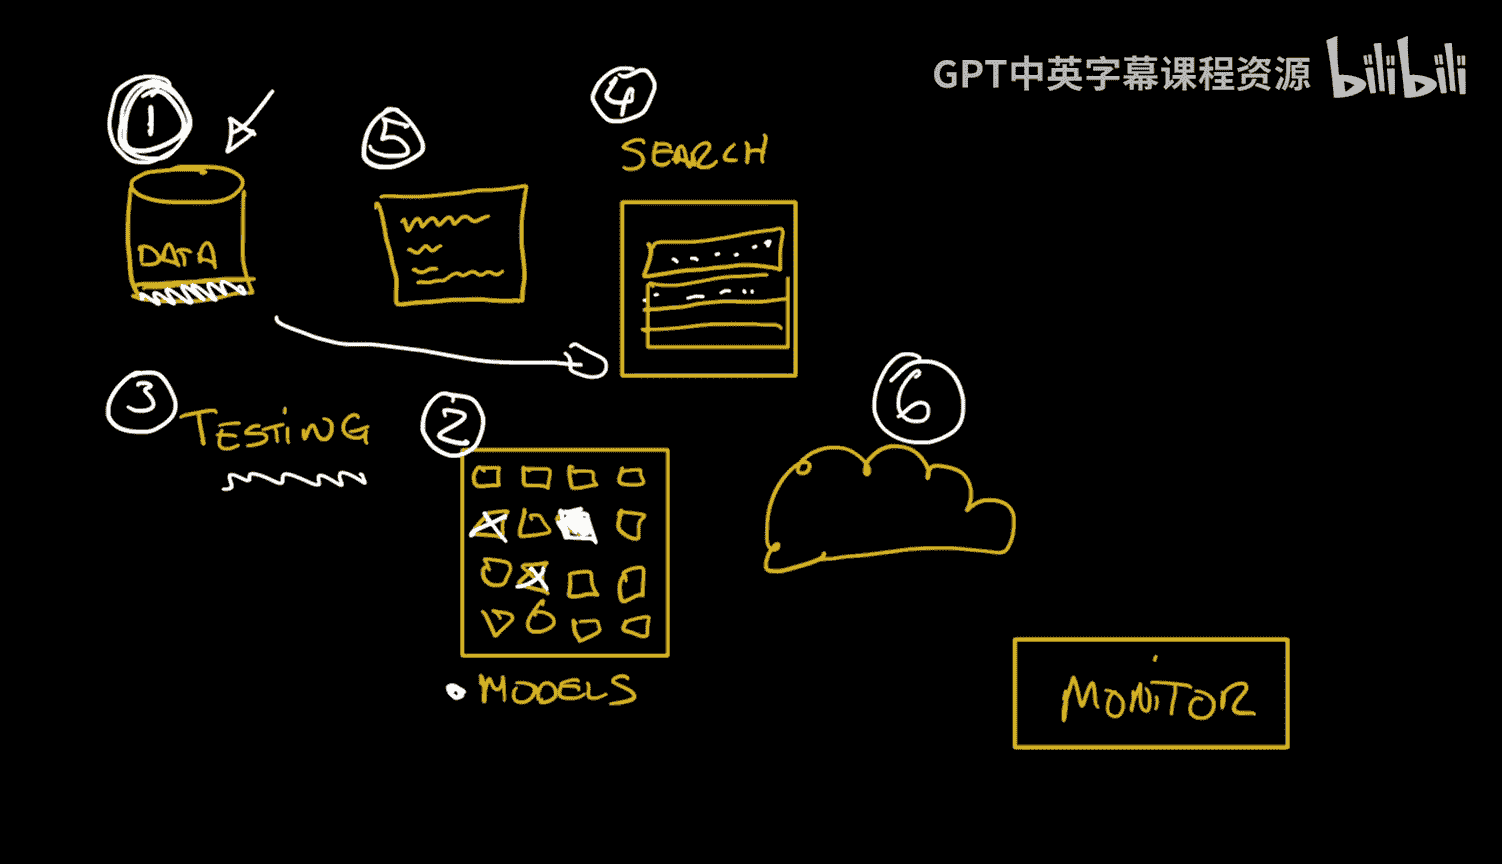 GPT中英字幕课程资源 bilibili
1
5
4
SEARCH
DATA
3
TESTING
2
6
MODELS
MONITOR